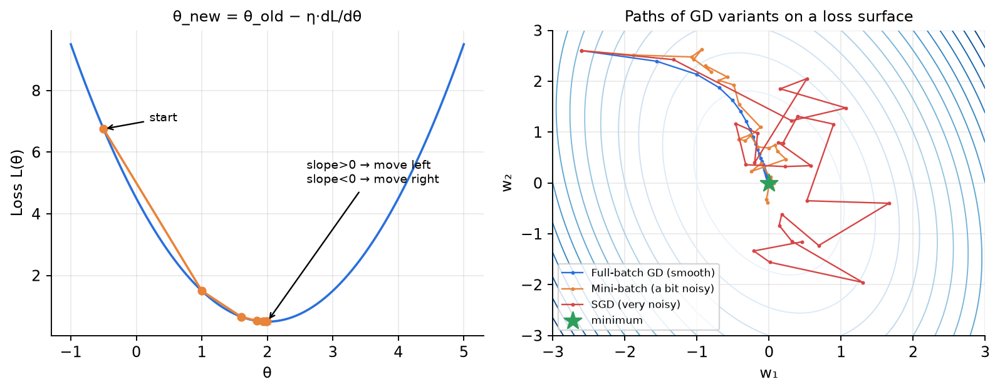 θ_new = θ_old − η·dL/dθ
Loss L(θ)
8
6
4
2
start
slope>0 → move left
slope<0 → move right
−1 0 1 2 3 4 5
θ
Paths of GD variants on a loss surface
w₂
3
2
1
0
−1
−2
−3
Full-batch GD (smooth)
Mini-batch (a bit noisy)
SGD (very noisy)
minimum
−3 −2 −1 0 1 2 3
w₁